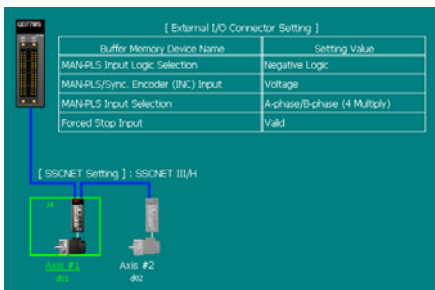 QD77MS
[ External I/O Connector Setting ]
Buffer Memory Device Name Setting Value
MAN-PLS Input Logic Selection Negative Logic
MAN-PLS/Sync. Encoder (INC) Input Voltage
MAN-PLS Input Selection A-phase/B-phase (4 Multiply)
Forced Stop Input Valid
[ SSCNET Setting ] : SSCNET III/H
J4
Axis #1 Axis #2
d01 d02